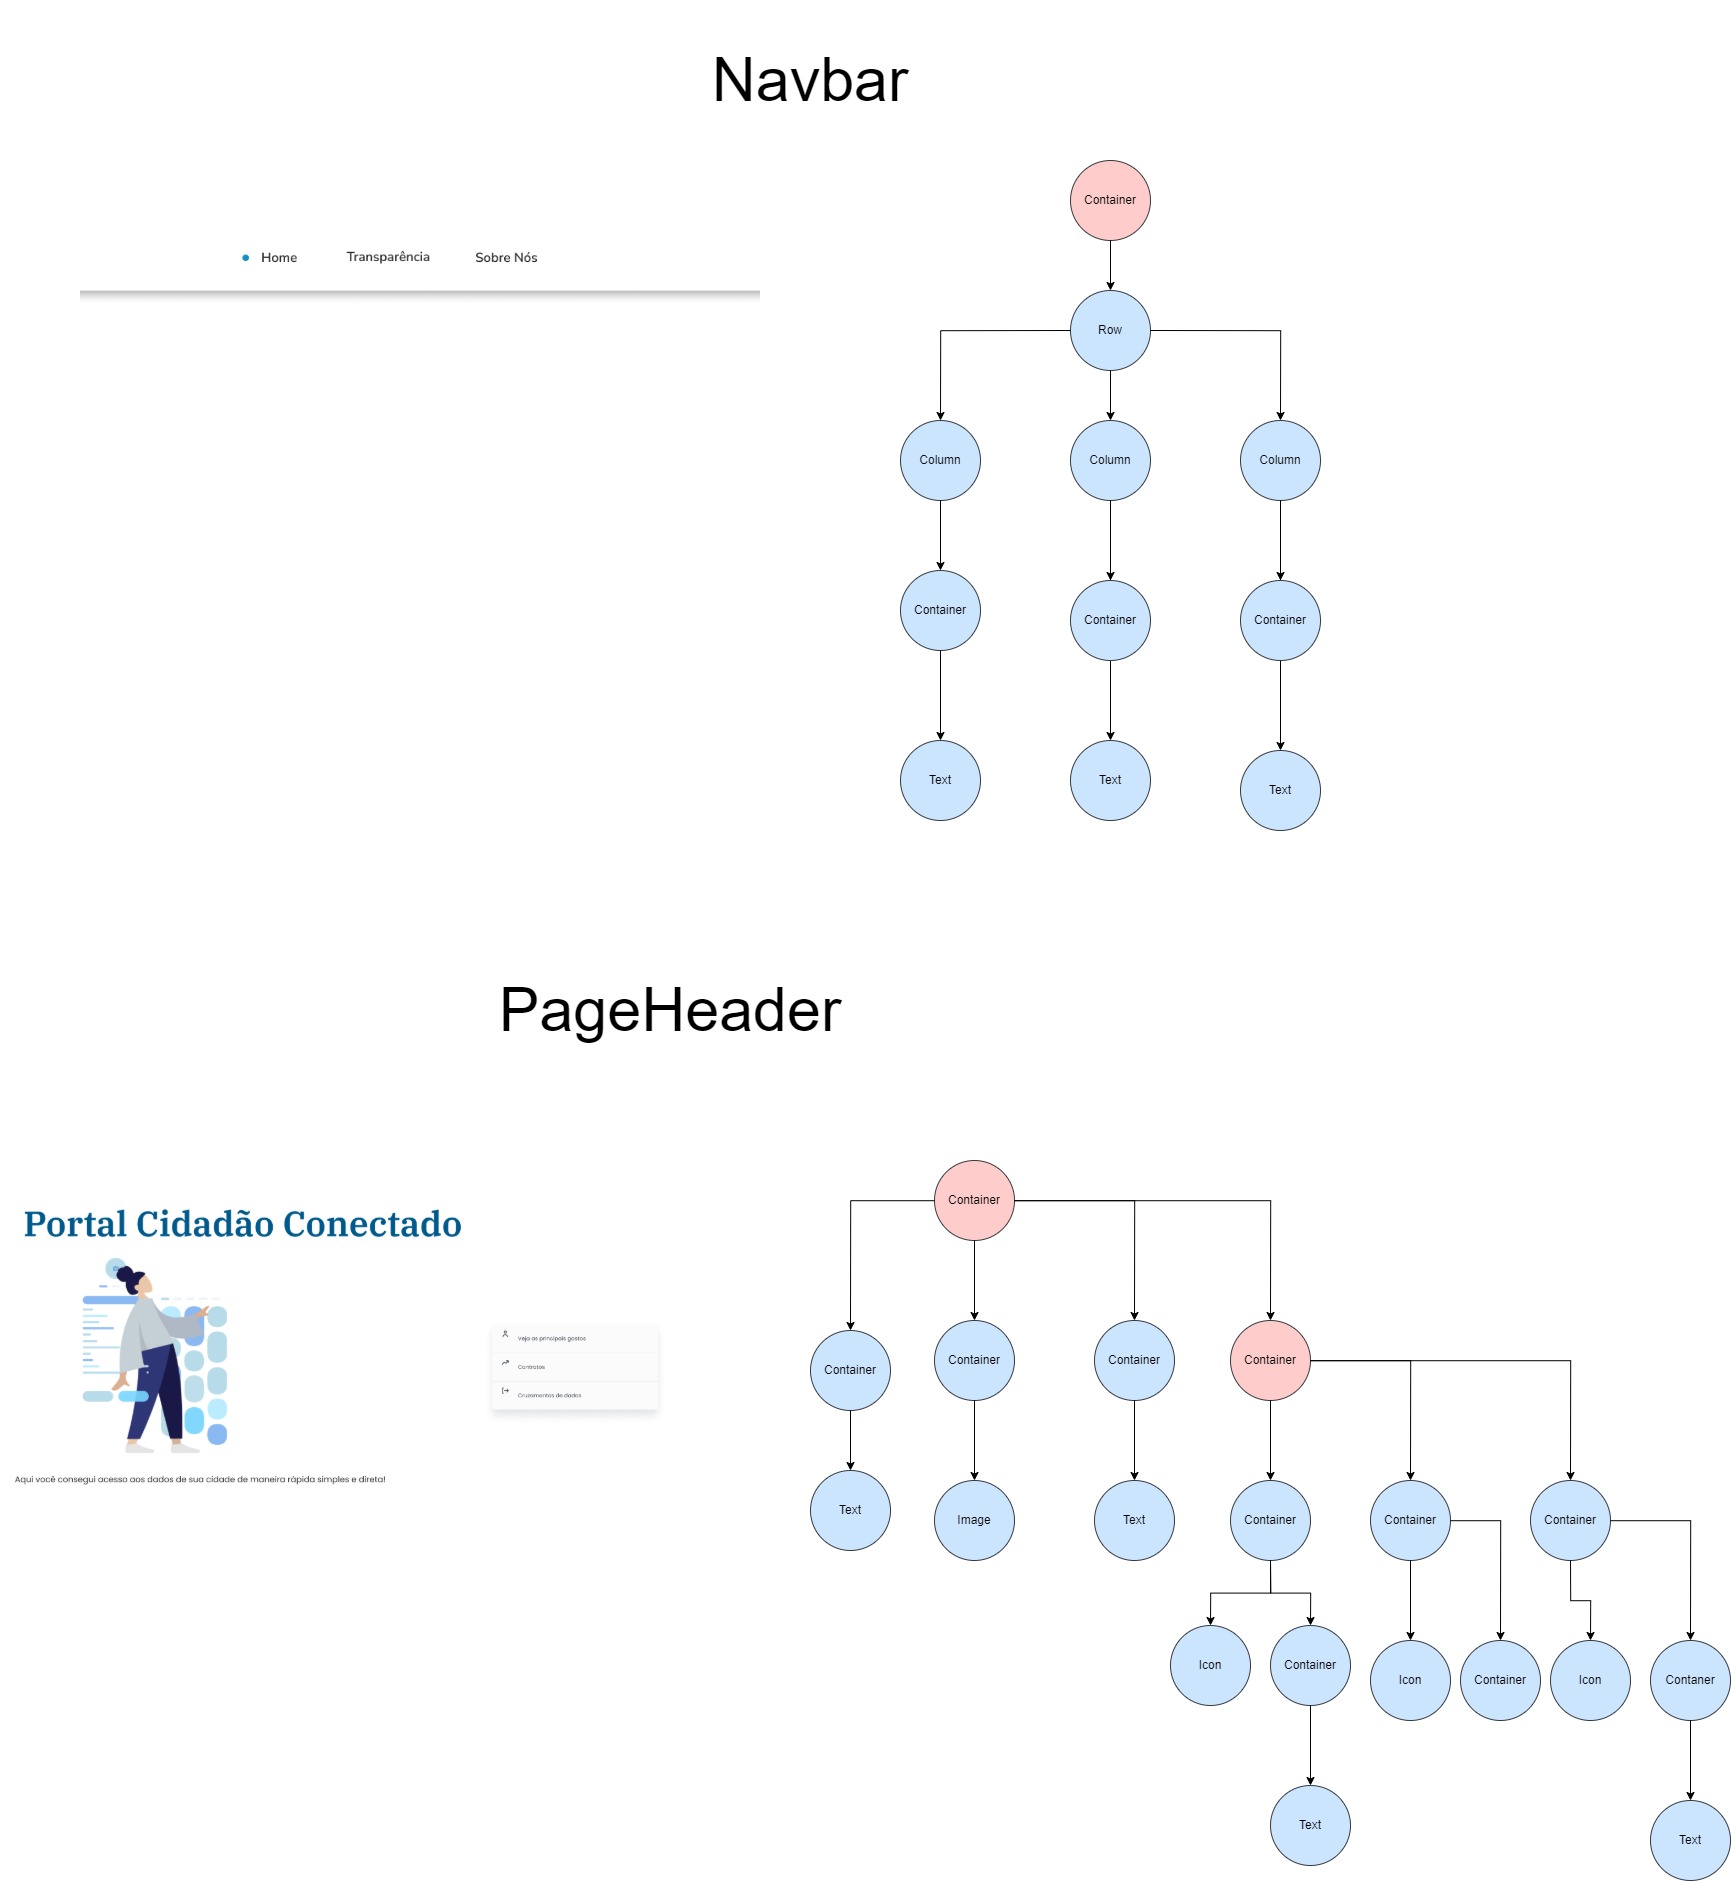 Navbar
Home
Transparência
Sobre Nós
Container
Row
Column
Column
Column
Container
Container
Container
Text
Text
Text
PageHeader
Portal Cidadão Conectado
Veja os principais gastos
Contratos
Cruzamentos de dados
Aqui você consegui acesso aos dados de sua cidade de maneira rápida simples e direta!
Container
Container
Container
Container
Container
Text
Image
Text
Container
Container
Container
Icon
Container
Icon
Container
Icon
Contaner
Text
Text